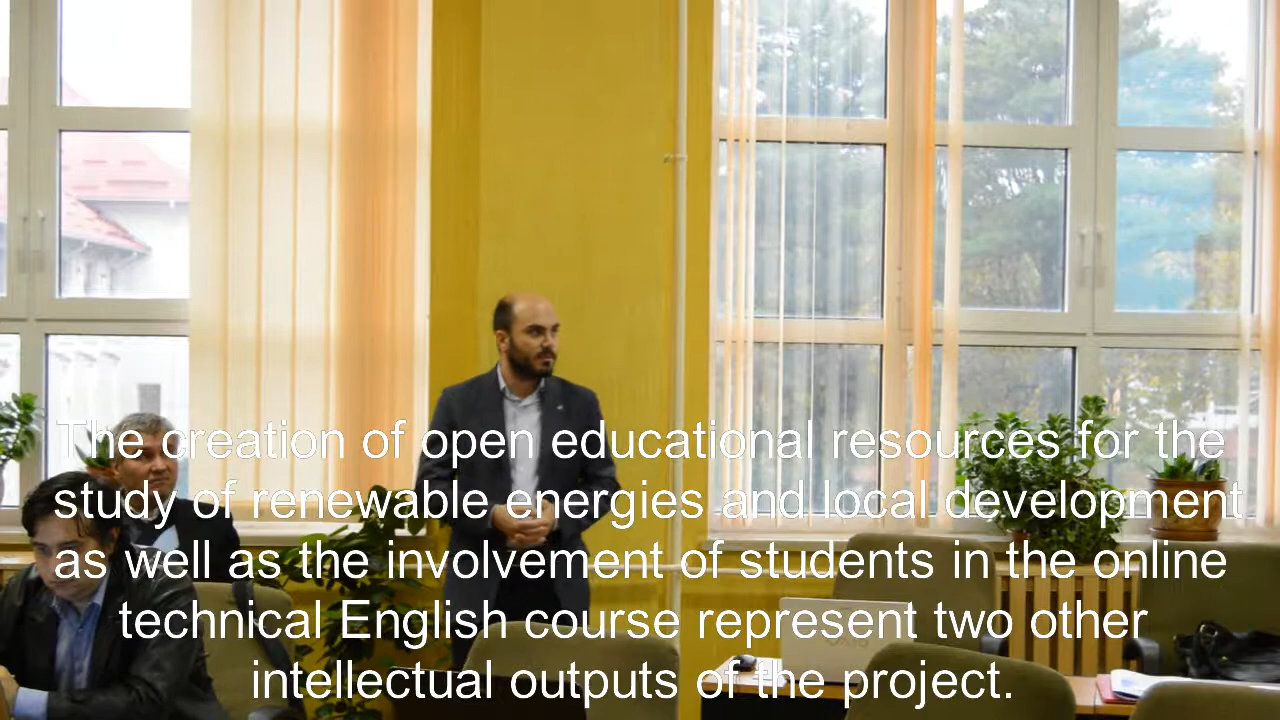 The creation of open educational resources for the
study of renewable energies and local development
as well as the involvement of students in the online
technical English course represent two other
intellectual outputs of the project.